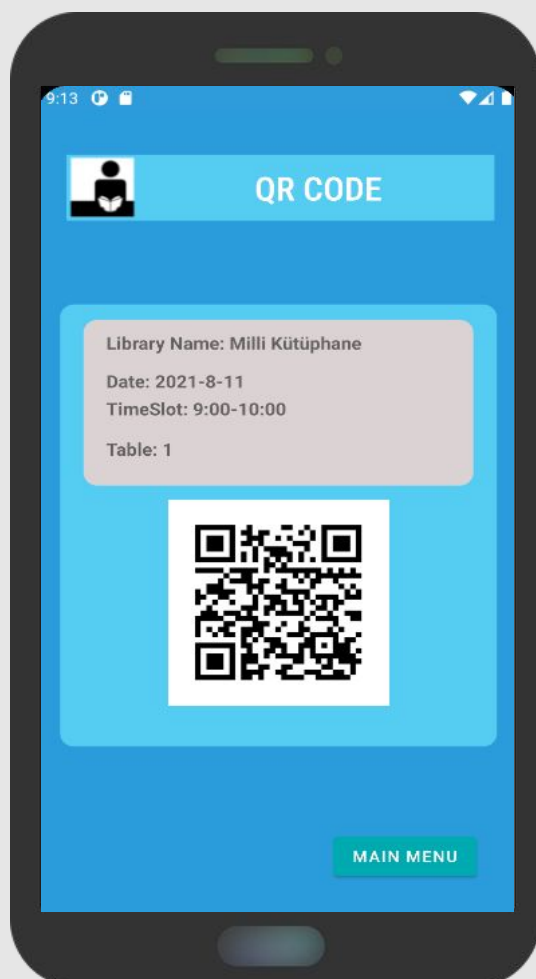 9:13
QR CODE
Library Name: Milli Kütüphane
Date: 2021-8-11
TimeSlot: 9:00-10:00
Table: 1
MAIN MENU